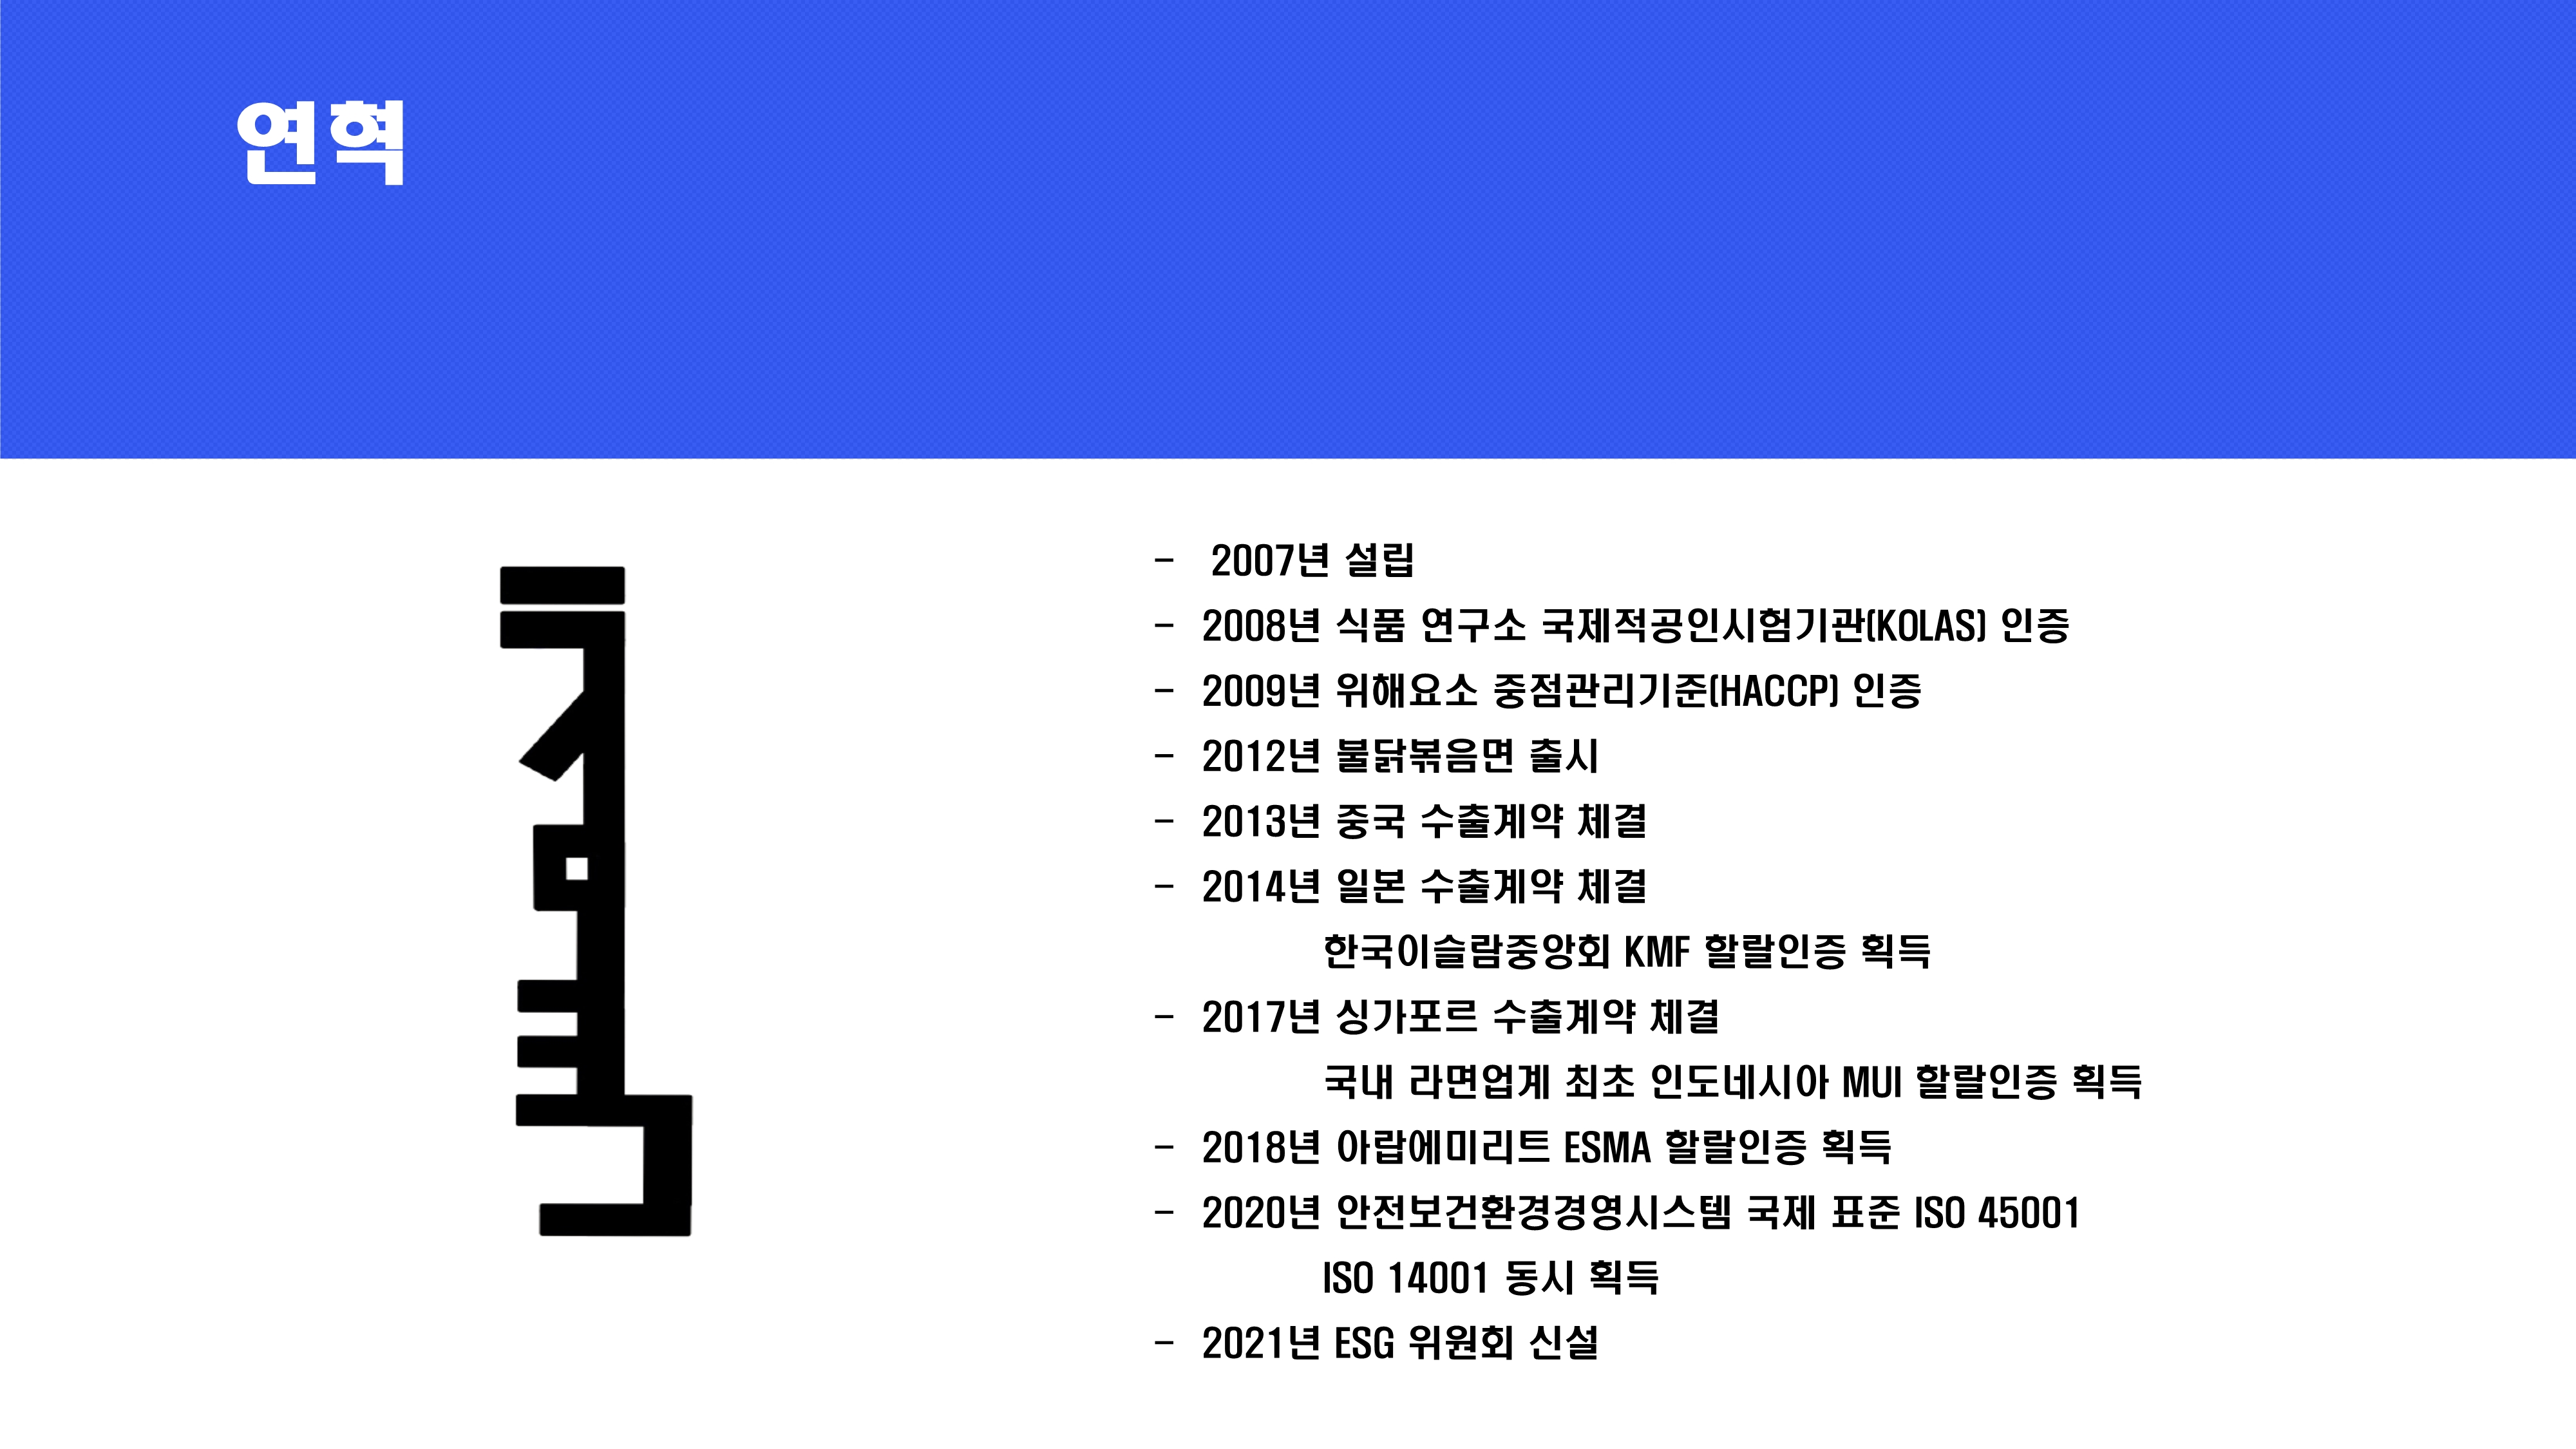 연혁
- 2007년 설립
- 2008년 식품 연구소 국제적공인시험기관(KOLAS) 인증
- 2009년 위해요소 중점관리기준(HACCP) 인증
- 2012년 불닭볶음면 출시
- 2013년 중국 수출계약 체결
- 2014년 일본 수출계약 체결
한국이슬람중앙회 KMF 할랄인증 획득
- 2017년 싱가포르 수출계약 체결
국내 라면업계 최초 인도네시아 MUI 할랄인증 획득
- 2018년 아랍에미리트 ESMA 할랄인증 획득
- 2020년 안전보건환경경영시스템 국제 표준 ISO 45001
ISO 14001 동시 획득
- 2021년 ESG 위원회 신설